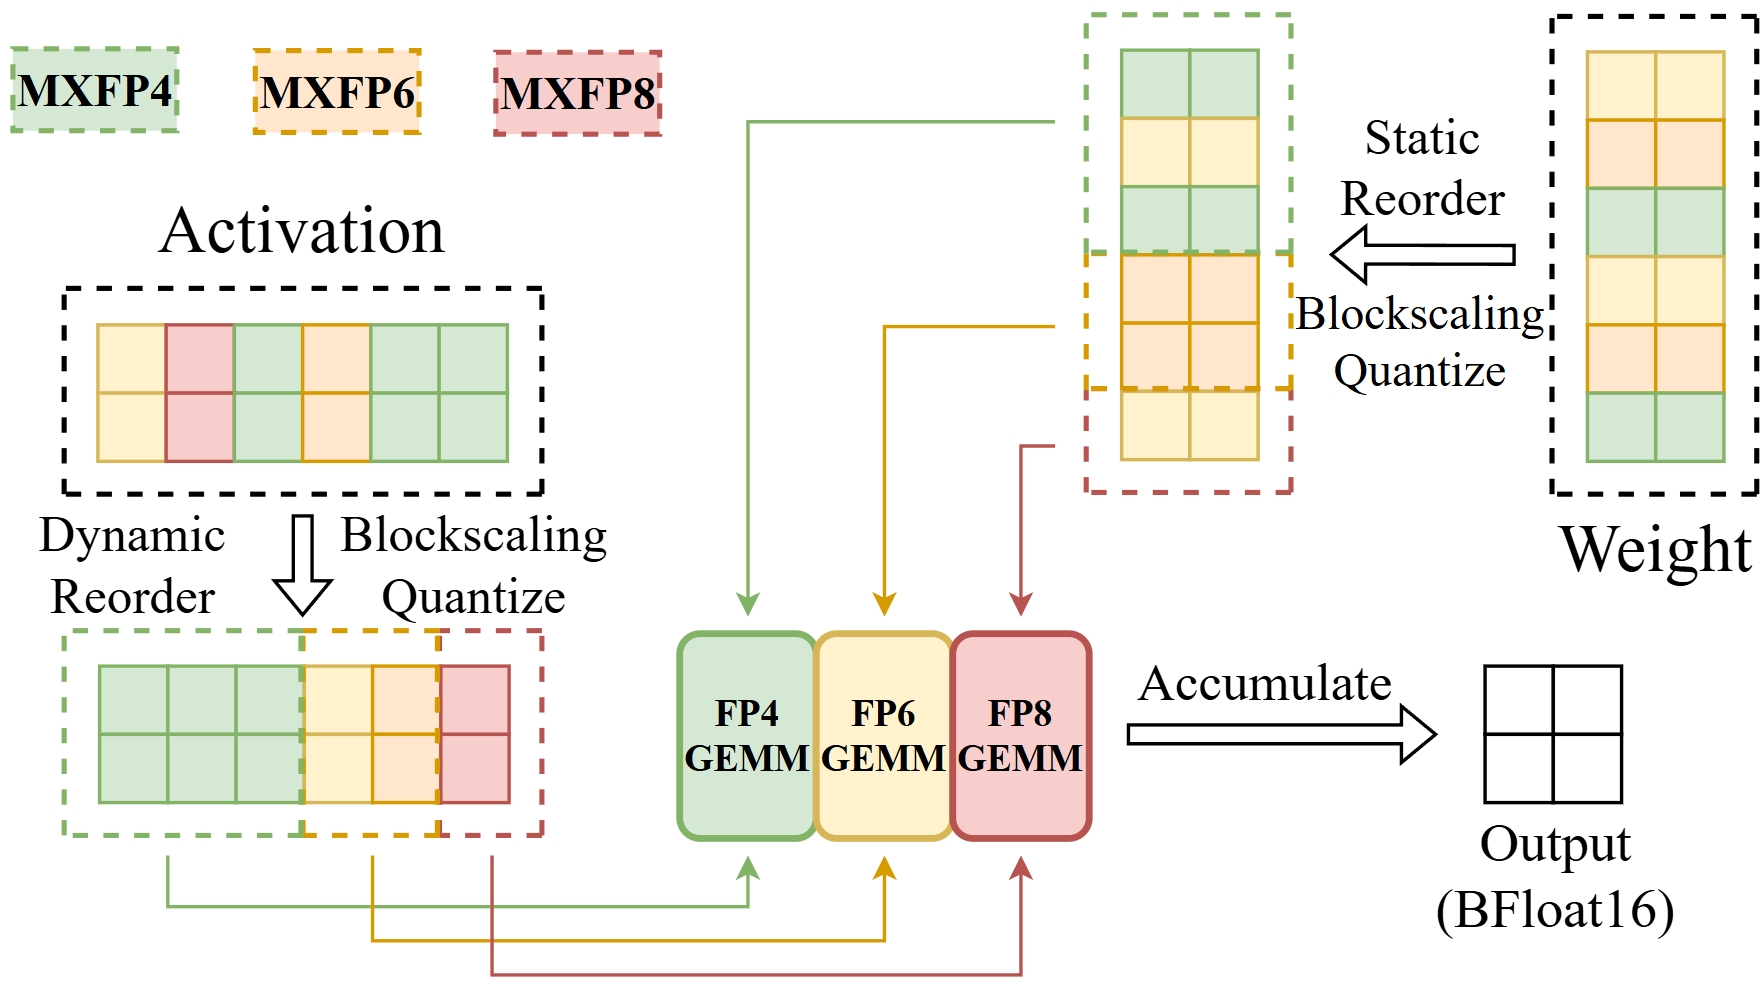 MXFP4
MXFP6
MXFP8
Activation
Dynamic
Reorder
Blockscaling
Quantize
Static
Reorder
Blockscaling
Quantize
Weight
FP4
GEMM
FP6
GEMM
FP8
GEMM
Accumulate
Output
(BFloat16)